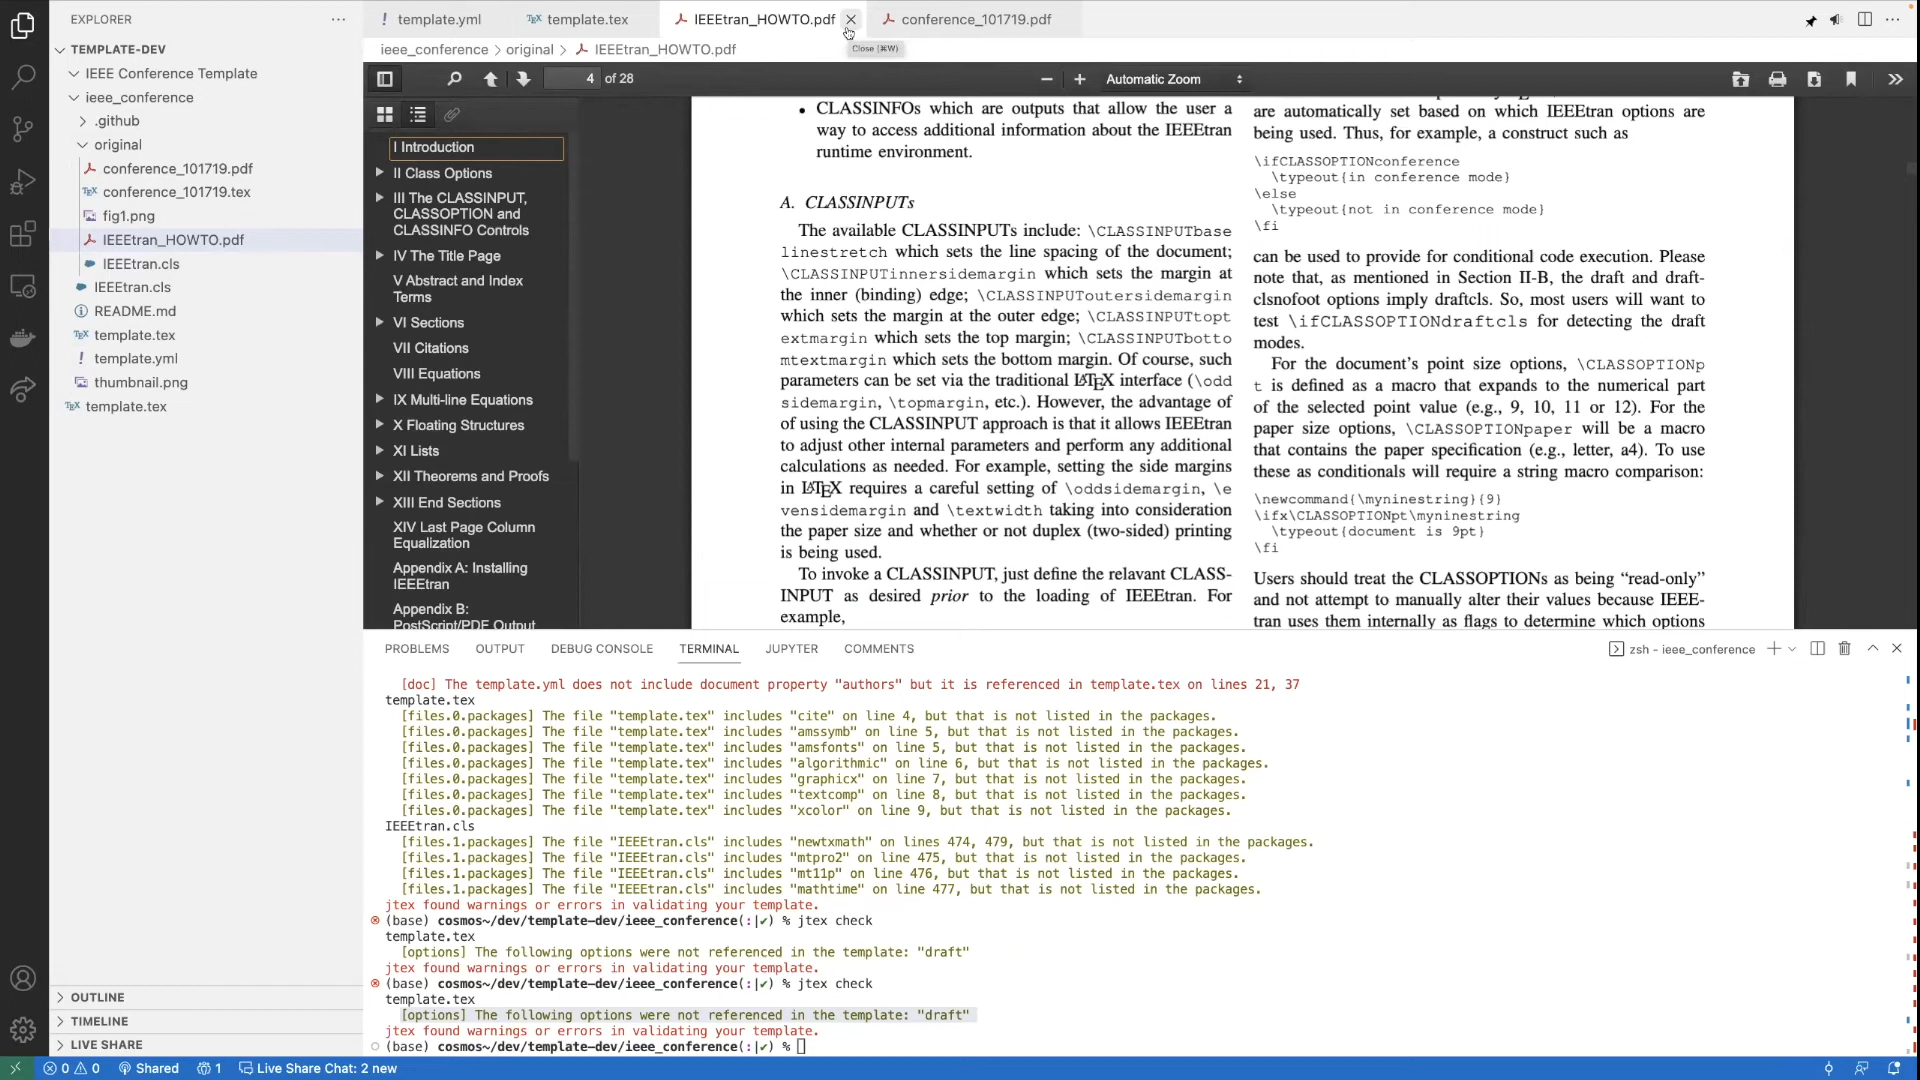 EXPLORER
template.yml
template.tex
IEEEtran_HOWTO.pdf
conference_101719.pdf
TEMPLATE-DEV
IEEE Conference Template
ieee_conference
.github
original
conference_101719.pdf
conference_101719.tex
fig1.png
IEEEtran_HOWTO.pdf
IEEEtran.cls
IEEEtran.cls
README.md
template.tex
template.yml
thumbnail.png
template.tex
OUTLINE
TIMELINE
LIVE SHARE
ieee_conference > original > IEEEtran_HOWTO.pdf
Close (⌘W)
4 of 28
Automatic Zoom
I Introduction
II Class Options
III The CLASSINPUT,
CLASSOPTION and
CLASSINFO Controls
IV The Title Page
V Abstract and Index
Terms
VI Sections
VII Citations
VIII Equations
IX Multi-line Equations
X Floating Structures
XI Lists
XII Theorems and Proofs
XIII End Sections
XIV Last Page Column
Equalization
Appendix A: Installing
IEEEtran
Appendix B:
PostScript/PDF Output
• CLASSINFOs which are outputs that allow the user a
way to access additional information about the IEEEtran
runtime environment.
A. CLASSINPUTs
The available CLASSINPUTs include: \CLASSINPUTbase
linestretch which sets the line spacing of the document;
\CLASSINPUTinnersidemargin which sets the margin at
the inner (binding) edge; \CLASSINPUToutersidemargin
which sets the margin at the outer edge; \CLASSINPUTtopt
extmargin which sets the top margin; \CLASSINPUTbotto
mtextmargin which sets the bottom margin. Of course, such
parameters can be set via the traditional LATEX interface (\odd
sidemargin, \topmargin, etc.). However, the advantage of
of using the CLASSINPUT approach is that it allows IEEEtran
to adjust other internal parameters and perform any additional
calculations as needed. For example, setting the side margins
in LATEX requires a careful setting of \oddsidemargin, \e
vensidemargin and \textwidth taking into consideration
the paper size and whether or not duplex (two-sided) printing
is being used.
To invoke a CLASSINPUT, just define the relavant CLASS-
INPUT as desired prior to the loading of IEEEtran. For
example,
are automatically set based on which IEEEtran options are
being used. Thus, for example, a construct such as
\ifCLASSOPTIONconference
\typeout{in conference mode}
\else
\typeout{not in conference mode}
\fi
can be used to provide for conditional code execution. Please
note that, as mentioned in Section II-B, the draft and draft-
clsnofoot options imply draftcls. So, most users will want to
test \ifCLASSOPTIONdraftcls for detecting the draft
modes.
For the document's point size options, \CLASSOPTIONp
t is defined as a macro that expands to the numerical part
of the selected point value (e.g., 9, 10, 11 or 12). For the
paper size options, \CLASSOPTIONpaper will be a macro
that contains the paper specification (e.g., letter, a4). To use
these as conditionals will require a string macro comparison:
\newcommand{\myninestring}{9}
\ifx\CLASSOPTIONpt\myninestring
\typeout{document is 9pt}
\fi
Users should treat the CLASSOPTIONs as being “read-only”
and not attempt to manually alter their values because IEEE-
tran uses them internally as flags to determine which options
PROBLEMS OUTPUT DEBUG CONSOLE TERMINAL JUPYTER COMMENTS
zsh - ieee_conference
[doc] The template.yml does not include document property "authors" but it is referenced in template.tex on lines 21, 37
template.tex
[files.0.packages] The file "template.tex" includes "cite" on line 4, but that is not listed in the packages.
[files.0.packages] The file "template.tex" includes "amssymb" on line 5, but that is not listed in the packages.
[files.0.packages] The file "template.tex" includes "amsfonts" on line 5, but that is not listed in the packages.
[files.0.packages] The file "template.tex" includes "algorithmic" on line 6, but that is not listed in the packages.
[files.0.packages] The file "template.tex" includes "graphicx" on line 7, but that is not listed in the packages.
[files.0.packages] The file "template.tex" includes "textcomp" on line 8, but that is not listed in the packages.
[files.0.packages] The file "template.tex" includes "xcolor" on line 9, but that is not listed in the packages.
IEEEtran.cls
[files.1.packages] The file "IEEEtran.cls" includes "newtxmath" on lines 474, 479, but that is not listed in the packages.
[files.1.packages] The file "IEEEtran.cls" includes "mtpro2" on line 475, but that is not listed in the packages.
[files.1.packages] The file "IEEEtran.cls" includes "mt11p" on line 476, but that is not listed in the packages.
[files.1.packages] The file "IEEEtran.cls" includes "mathtime" on line 477, but that is not listed in the packages.
jtex found warnings or errors in validating your template.
(base) cosmos~/dev/template-dev/ieee_conference(:|✔) % jtex check
template.tex
[options] The following options were not referenced in the template: "draft"
jtex found warnings or errors in validating your template.
(base) cosmos~/dev/template-dev/ieee_conference(:|✔) % jtex check
template.tex
[options] The following options were not referenced in the template: "draft"
jtex found warnings or errors in validating your template.
(base) cosmos~/dev/template-dev/ieee_conference(:|✔) %
0 0 Shared 1 Live Share Chat: 2 new